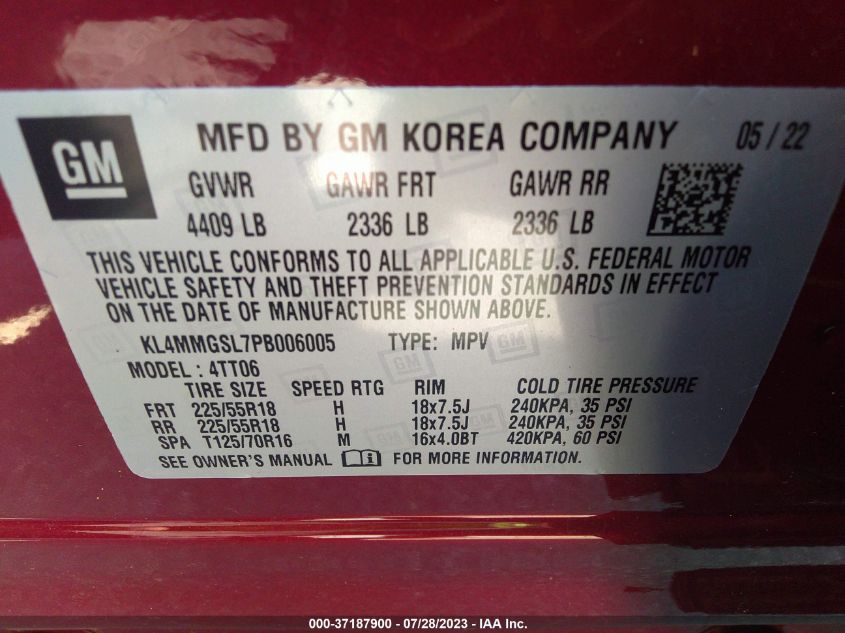 GM
MFD BY GM KOREA COMPANY 05/22
GVWR GAWR FRT GAWR RR
4409 LB 2336 LB 2336 LB
THIS VEHICLE CONFORMS TO ALL APPLICABLE U.S. FEDERAL MOTOR
VEHICLE SAFETY AND THEFT PREVENTION STANDARDS IN EFFECT
ON THE DATE OF MANUFACTURE SHOWN ABOVE.
KL4MMGSL7PB006005 TYPE: MPV
MODEL: 4TT06
TIRE SIZE SPEED RTG RIM COLD TIRE PRESSURE
FRT 225/55R18 H 18x7.5J 240KPA, 35 PSI
RR 225/55R18 H 18x7.5J 240KPA, 35 PSI
SPA T125/70R16 M 16x4.0BT 420KPA, 60 PSI
SEE OWNER'S MANUAL FOR MORE INFORMATION.
000-37187900 - 07/28/2023 - IAA Inc.